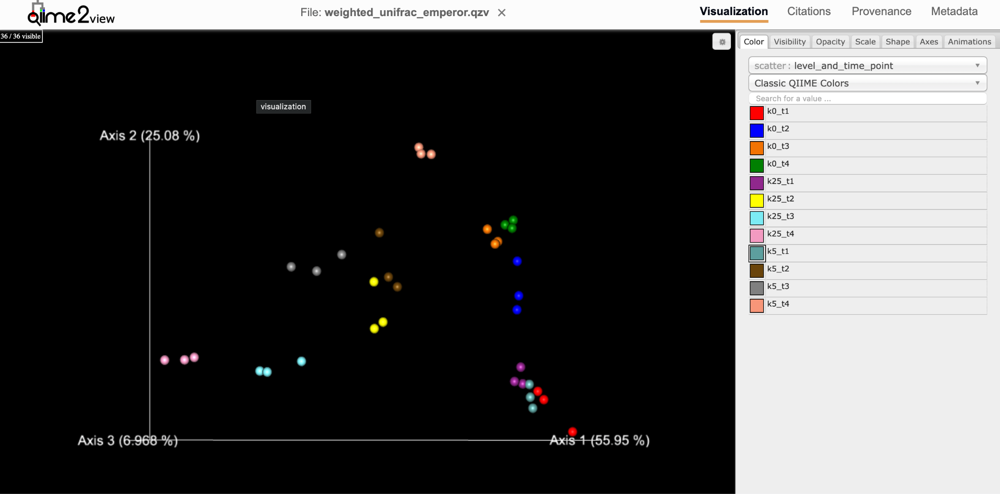 qiime2view
File: weighted_unifrac_emperor.qzv ×
Visualization Citations Provenance Metadata
36 / 36 visible
Color Visibility Opacity Scale Shape Axes Animations
scatter: level_and_time_point
Classic QIIME Colors
Search for a value ...
k0_t1
k0_t2
k0_t3
k0_t4
k25_t1
k25_t2
k25_t3
k25_t4
k5_t1
k5_t2
k5_t3
k5_t4
visualization
Axis 2 (25.08 %)
Axis 3 (6.968 %)
Axis 1 (55.95 %)